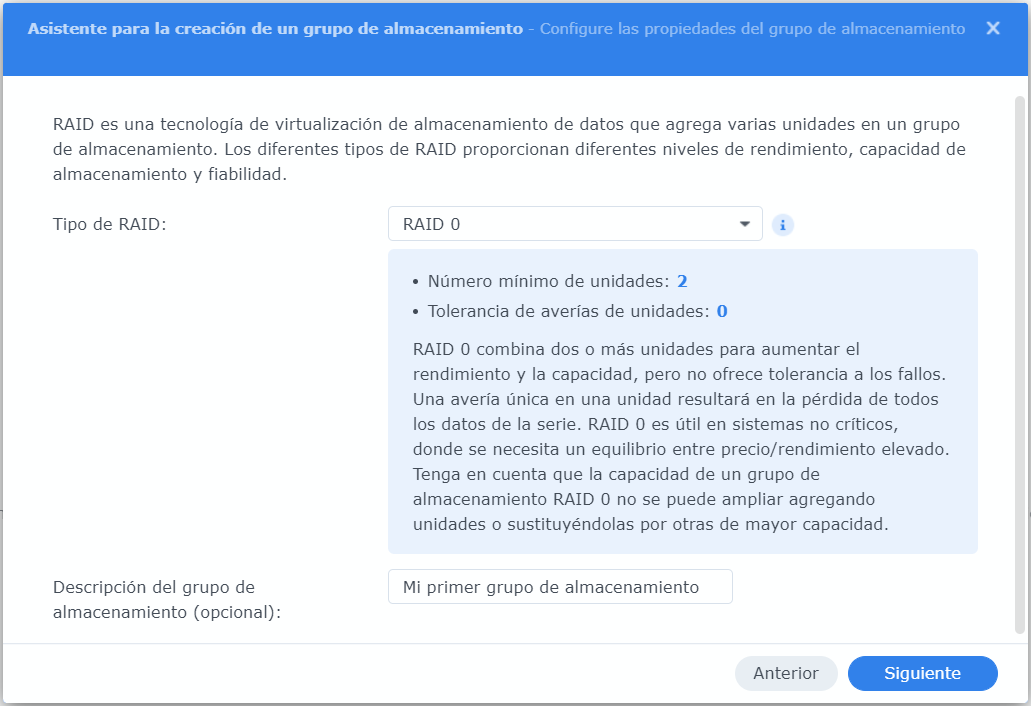 Asistente para la creación de un grupo de almacenamiento - Configure las propiedades del grupo de almacenamiento
RAID es una tecnología de virtualización de almacenamiento de datos que agrega varias unidades en un grupo
de almacenamiento. Los diferentes tipos de RAID proporcionan diferentes niveles de rendimiento, capacidad de
almacenamiento y fiabilidad.
Tipo de RAID:
RAID 0
• Número mínimo de unidades: 2
• Tolerancia de averías de unidades: 0
RAID 0 combina dos o más unidades para aumentar el
rendimiento y la capacidad, pero no ofrece tolerancia a los fallos.
Una avería única en una unidad resultará en la pérdida de todos
los datos de la serie. RAID 0 es útil en sistemas no críticos,
donde se necesita un equilibrio entre precio/rendimiento elevado.
Tenga en cuenta que la capacidad de un grupo de
almacenamiento RAID 0 no se puede ampliar agregando
unidades o sustituyéndolas por otras de mayor capacidad.
Descripción del grupo de
almacenamiento (opcional):
Mi primer grupo de almacenamiento
Anterior
Siguiente